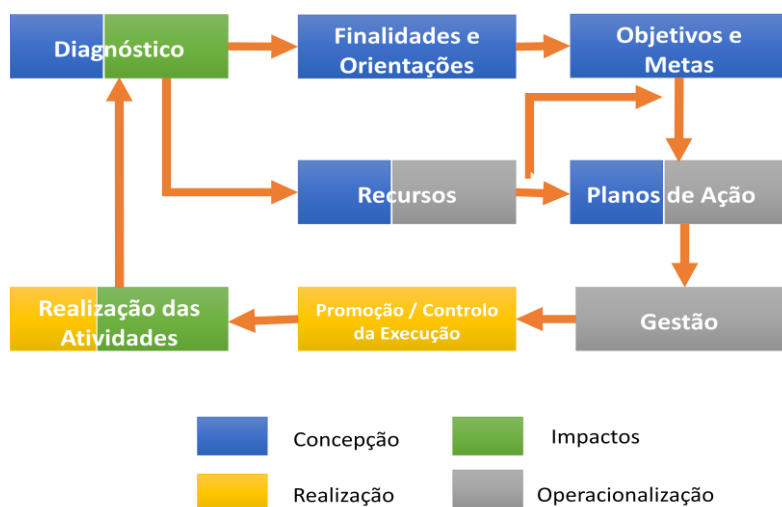 Diagnóstico
Finalidades e
Orientações
Objetivos e
Metas
Recursos
Planos de Ação
Realização das
Atividades
Promoção / Controlo
da Execução
Gestão
Concepção
Impactos
Realização
Operacionalização